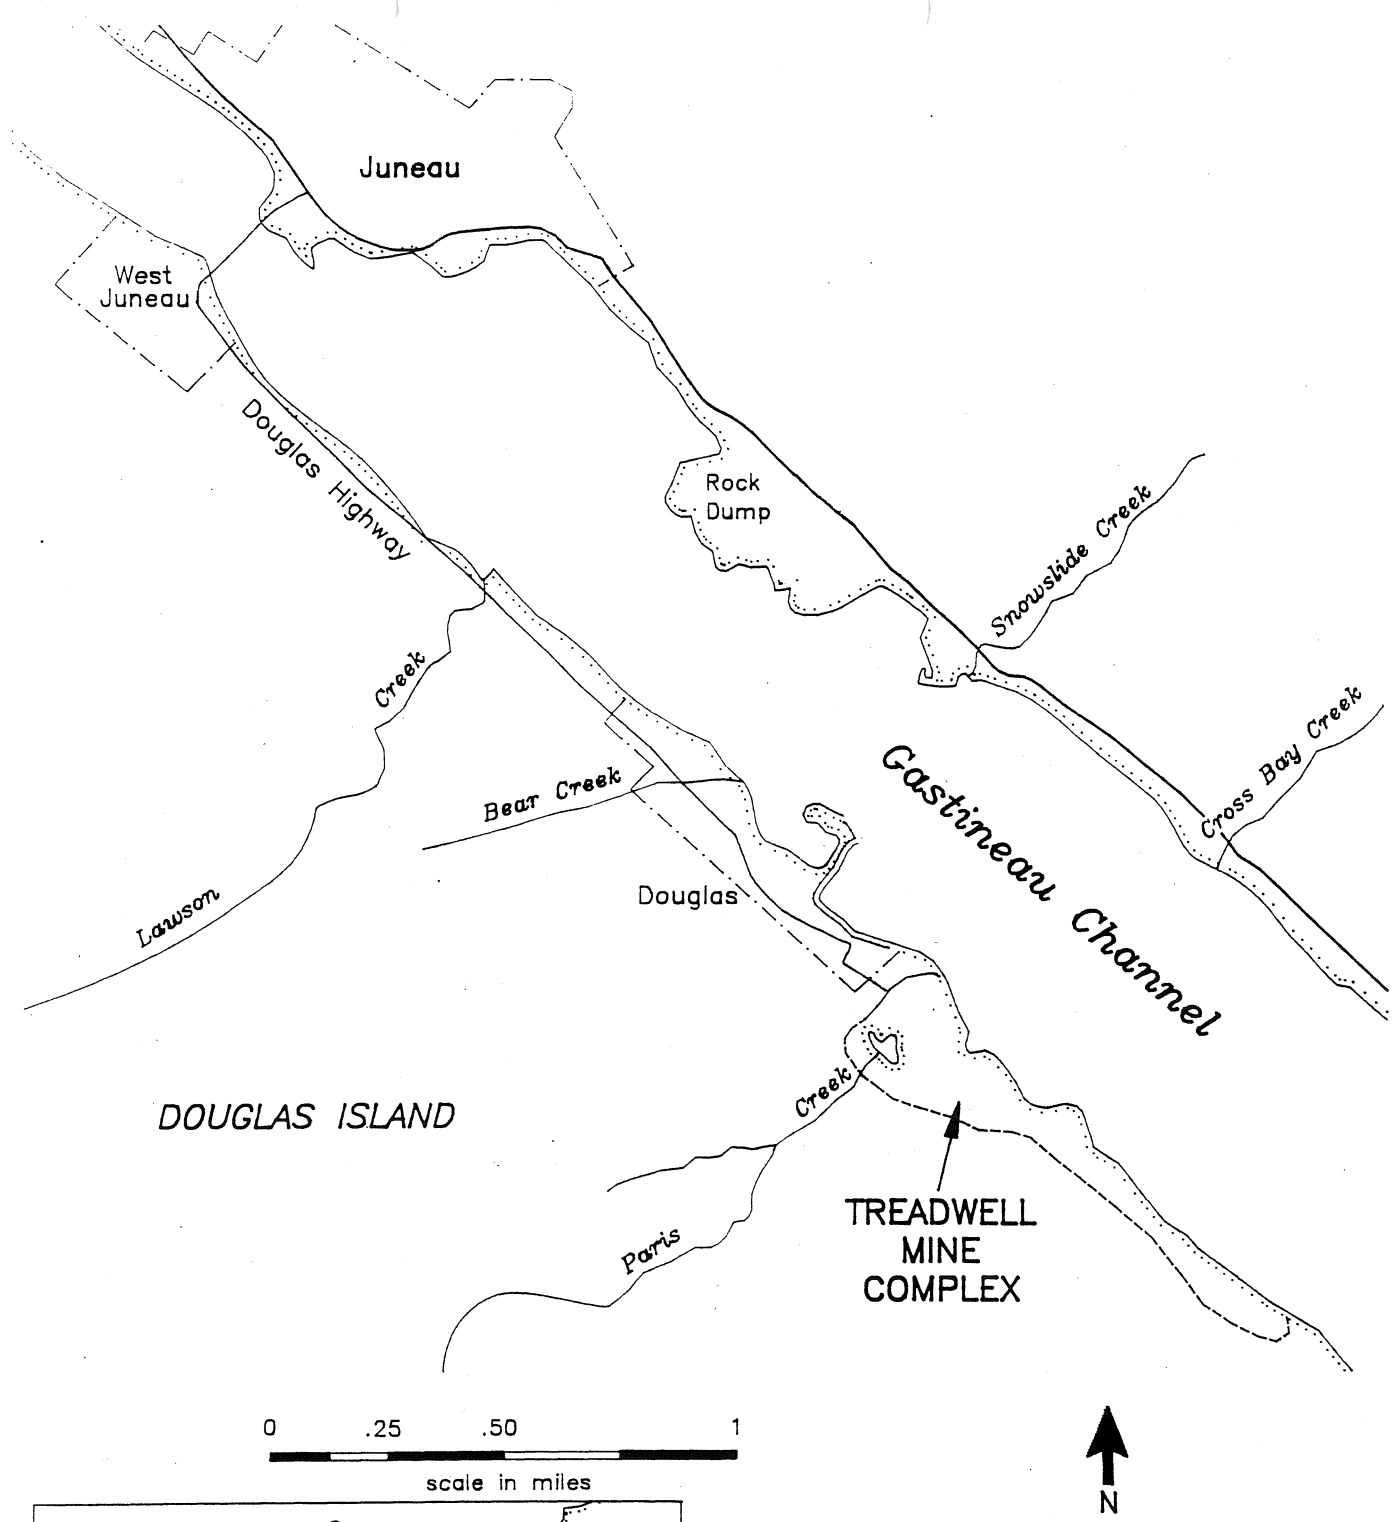 Juneau
West
Juneau
Douglas Highway
Rock
Dump
Snowslide Creek
Cross Bay Creek
Lawson Creek
Bear Creek
Gastineau Channel
Douglas
DOUGLAS ISLAND
Paris Creek
TREADWELL
MINE
COMPLEX
0 .25 .50 1
scale in miles
N